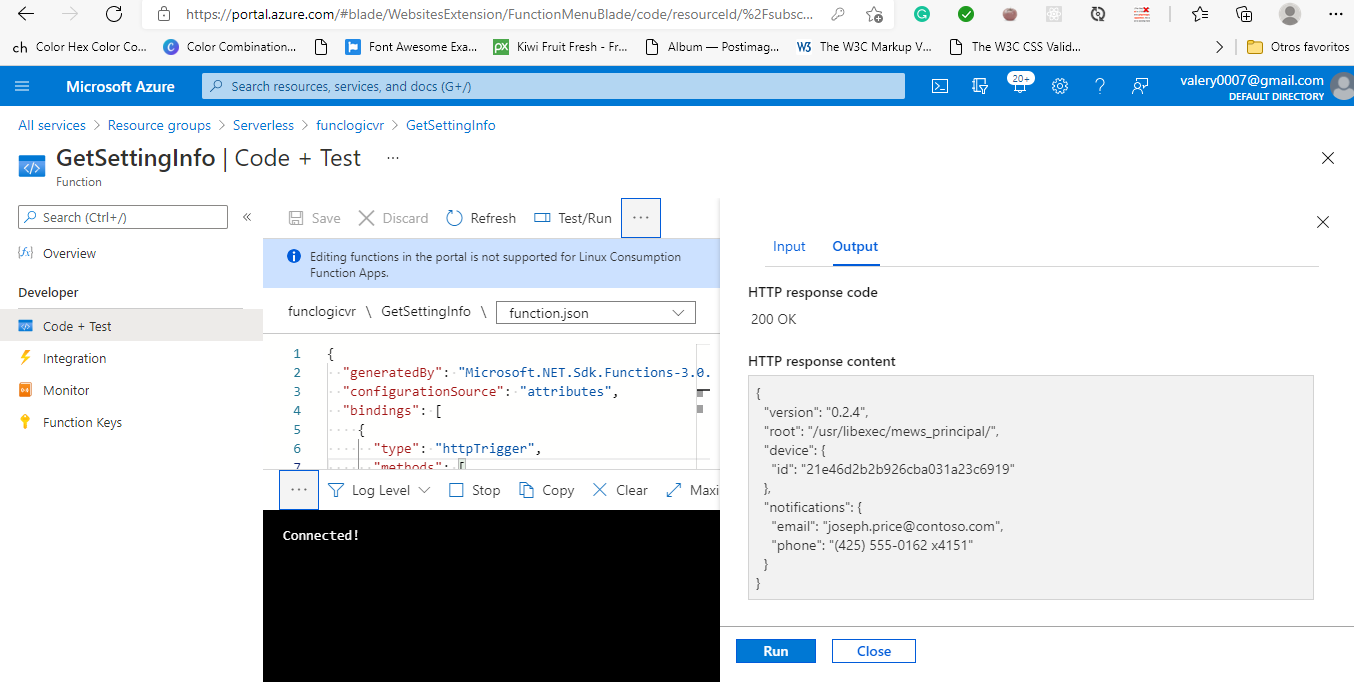 https://portal.azure.com/#blade/WebsitesExtension/FunctionMenuBlade/code/resourceId/%2Fsubsc...
ch Color Hex Color Co...
C Color Combination...
Font Awesome Exa...
px Kiwi Fruit Fresh - Fr...
Album — Postimag...
W3 The W3C Markup V...
The W3C CSS Valid...
Otros favoritos
Microsoft Azure
Search resources, services, and docs (G+/)
20+
valery0007@gmail.com
DEFAULT DIRECTORY
All services > Resource groups > Serverless > funclogicvr > GetSettingInfo
GetSettingInfo | Code + Test ...
Function
Search (Ctrl+/)
«
Overview
Developer
Code + Test
Integration
Monitor
Function Keys
Save
Discard
Refresh
Test/Run
...
Editing functions in the portal is not supported for Linux Consumption
Function Apps.
funclogicvr \ GetSettingInfo \ function.json
1 {
2 "generatedBy": "Microsoft.NET.Sdk.Functions-3.0.
3 "configurationSource": "attributes",
4 "bindings": [
5 {
6 "type": "httpTrigger",
7 "methods": [
... Log Level Stop Copy Clear Maxi
Connected!
Input Output
HTTP response code
200 OK
HTTP response content
{
"version": "0.2.4",
"root": "/usr/libexec/mews_principal/",
"device": {
"id": "21e46d2b2b926cba031a23c6919"
},
"notifications": {
"email": "joseph.price@contoso.com",
"phone": "(425) 555-0162 x4151"
}
}
Run
Close